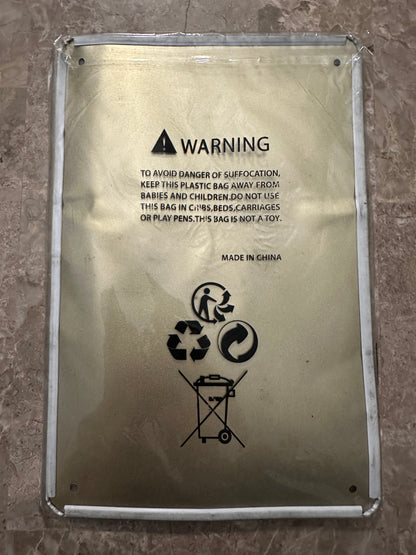 WARNING
TO AVOID DANGER OF SUFFOCATION,
KEEP THIS PLASTIC BAG AWAY FROM
BABIES AND CHILDREN.DO NOT USE
THIS BAG IN CRIBS,BEDS,CARRIAGES
OR PLAY PENS.THIS BAG IS NOT A TOY.
MADE IN CHINA